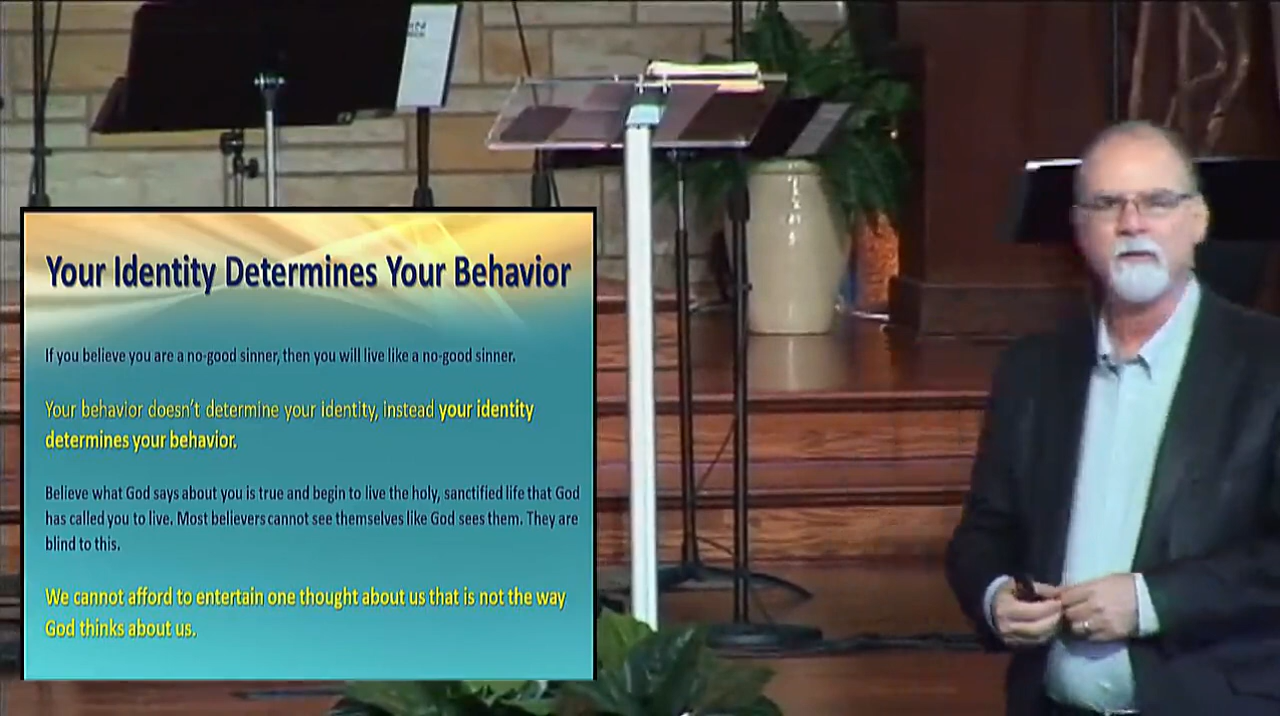 Your Identity Determines Your Behavior
If you believe you are a no-good sinner, then you will live like a no-good sinner.
Your behavior doesn't determine your identity, instead your identity
determines your behavior.
Believe what God says about you is true and begin to live the holy, sanctified life that God
has called you to live. Most believers cannot see themselves like God sees them. They are
blind to this.
We cannot afford to entertain one thought about us that is not the way
God thinks about us.